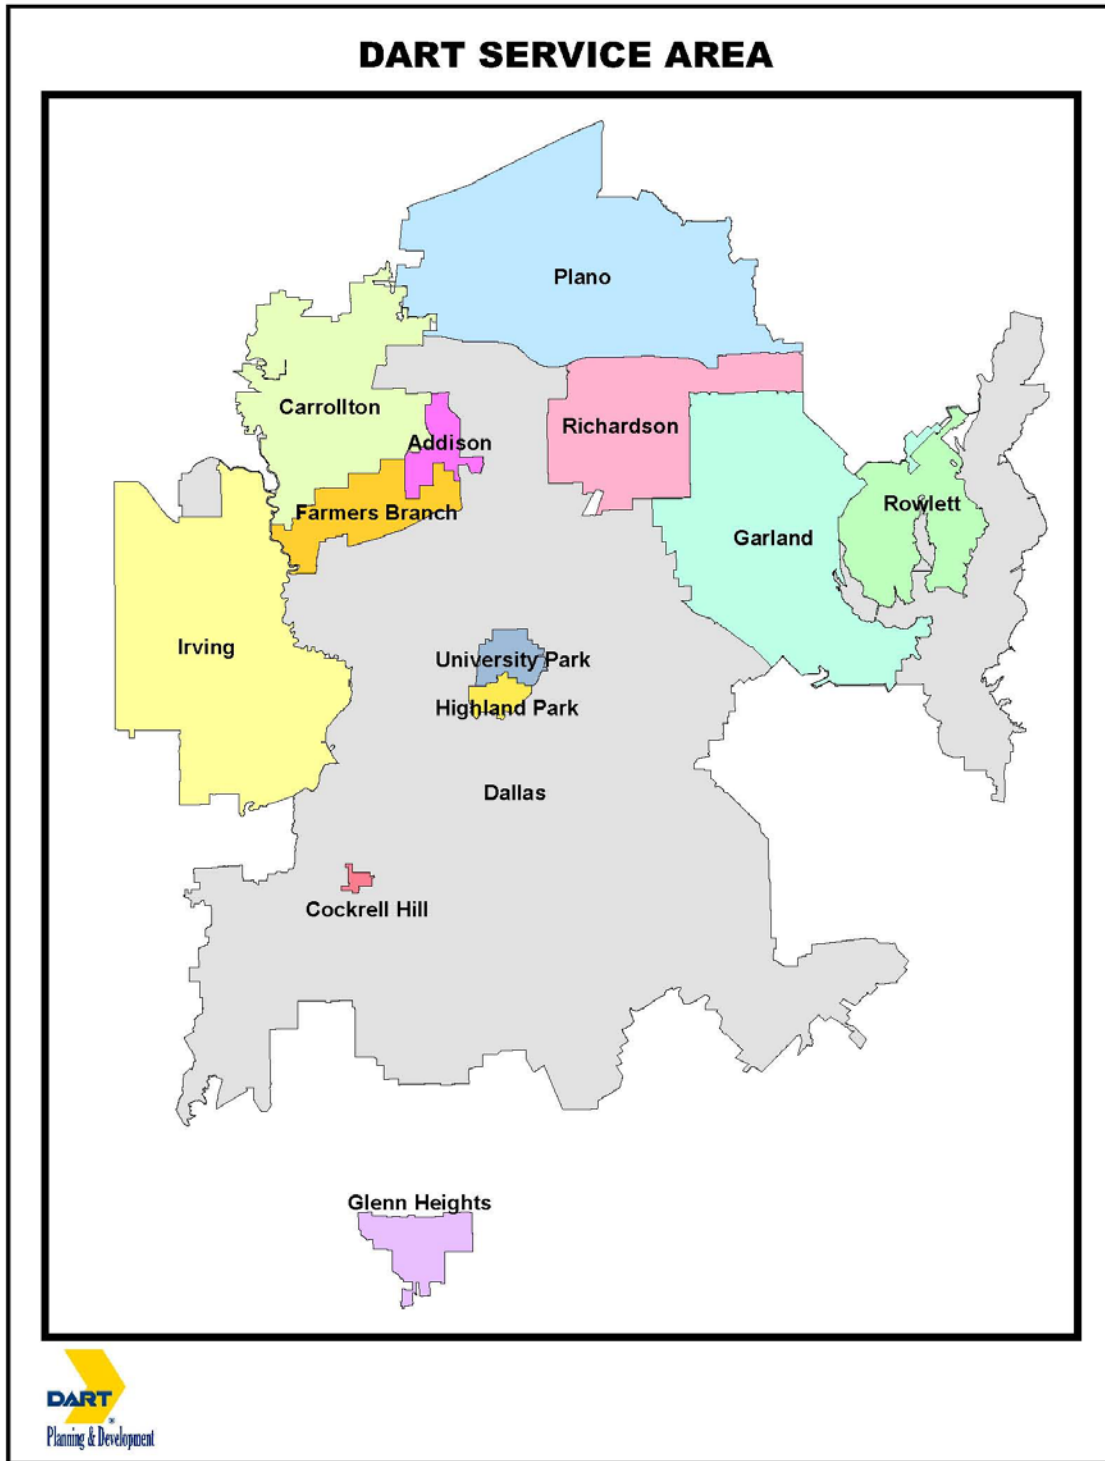 DART SERVICE AREA
Plano
Carrollton
Richardson
Addison
Rowlett
Farmers Branch
Garland
Irving
University Park
Highland Park
Dallas
Cockrell Hill
Glenn Heights
DART
®
Planning & Development